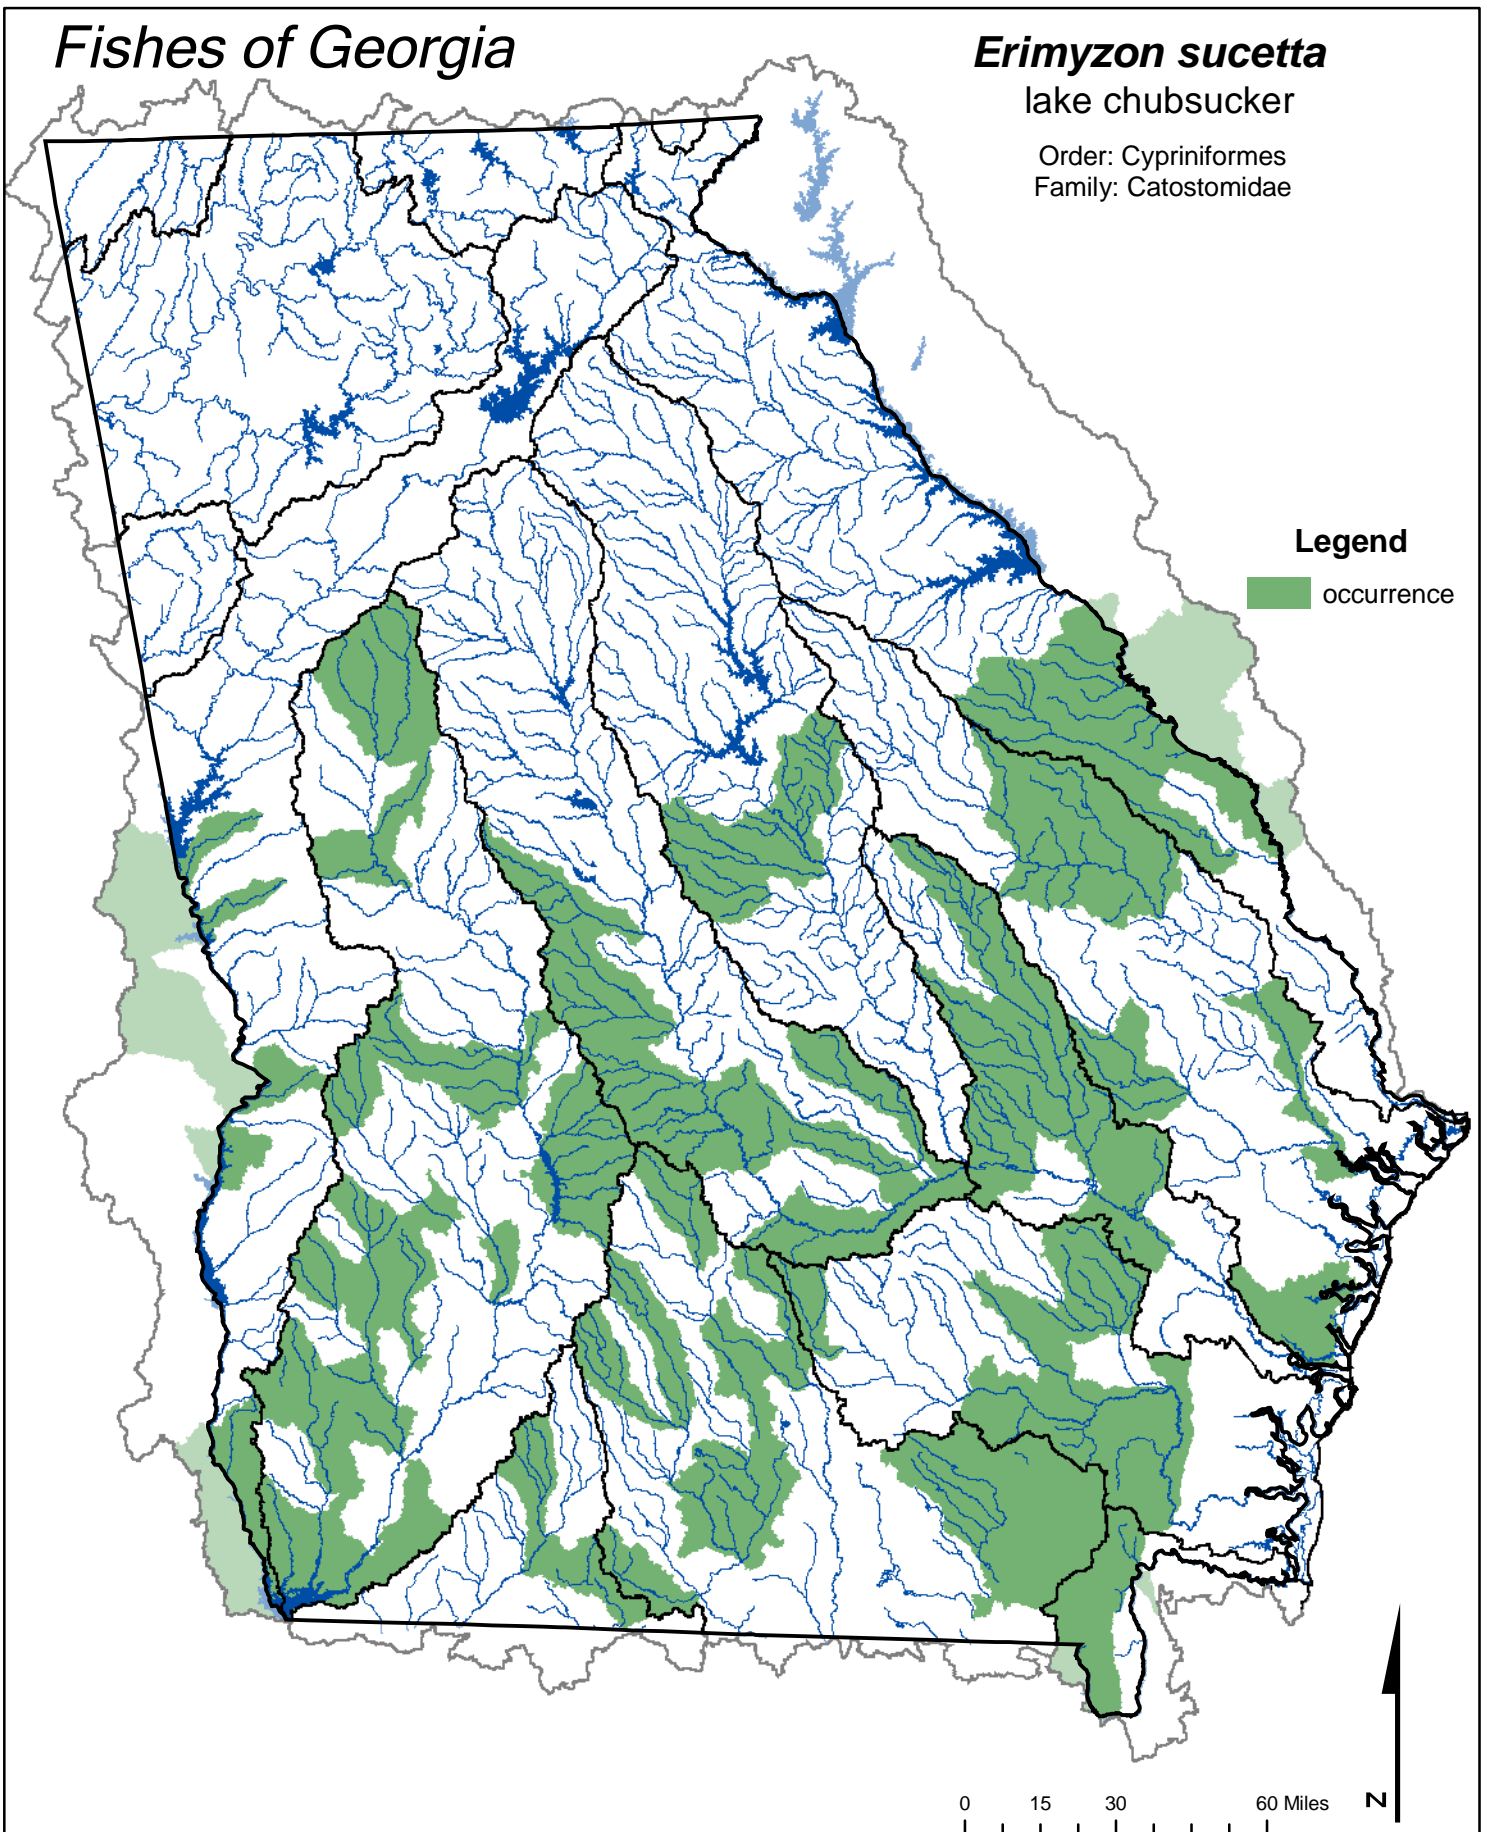 Fishes of Georgia
Erimyzon sucetta
lake chubsucker
Order: Cypriniformes
Family: Catostomidae
Legend
occurrence
0 15 30 60 Miles
N